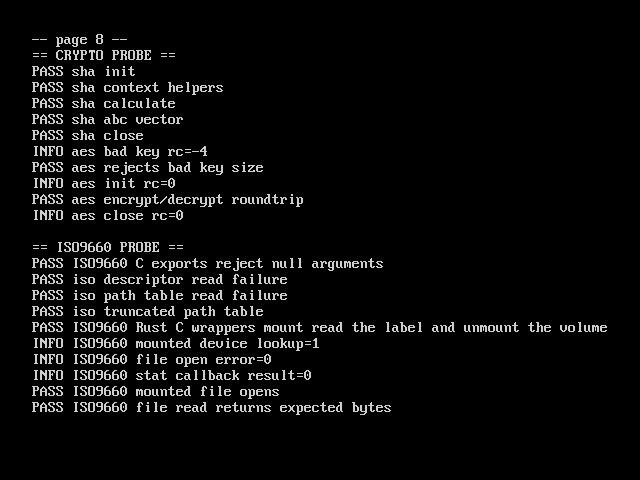 -- page 8 --
== CRYPTO PROBE ==
PASS sha init
PASS sha context helpers
PASS sha calculate
PASS sha abc vector
PASS sha close
INFO aes bad key rc=-4
PASS aes rejects bad key size
INFO aes init rc=0
PASS aes encrypt/decrypt roundtrip
INFO aes close rc=0
== ISO9660 PROBE ==
PASS ISO9660 C exports reject null arguments
PASS iso descriptor read failure
PASS iso path table read failure
PASS iso truncated path table
PASS ISO9660 Rust C wrappers mount read the label and unmount the volume
INFO ISO9660 mounted device lookup=1
INFO ISO9660 file open error=0
INFO ISO9660 stat callback result=0
PASS ISO9660 mounted file opens
PASS ISO9660 file read returns expected bytes